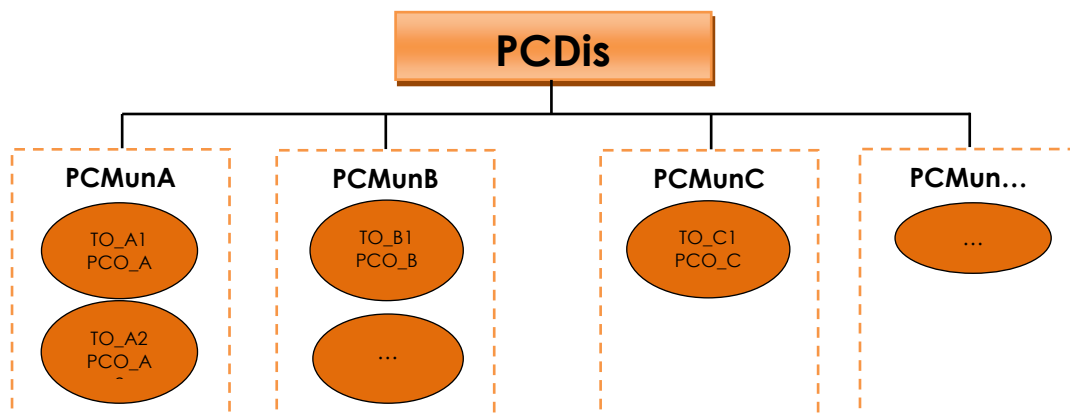 PCDis
PCMunA
PCMunB
PCMunC
PCMun…
TO_A1
PCO_A
TO_B1
PCO_B
TO_C1
PCO_C
…
TO_A2
PCO_A
…